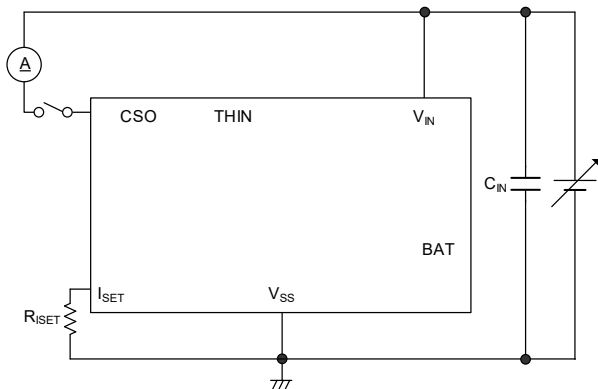 A
CSO THIN V_IN
C_IN
BAT
I_SET V_SS
R_ISET